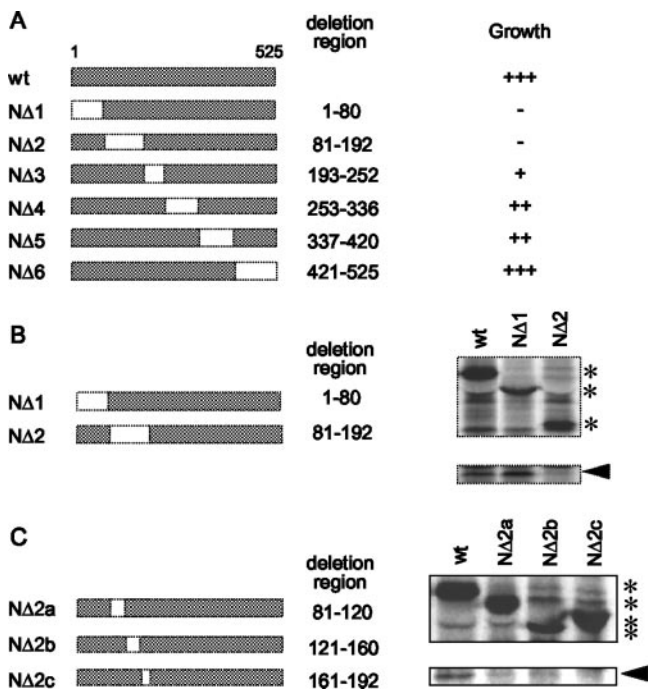 A
deletion region
Growth
1 525
wt +++
NΔ1 1-80 -
NΔ2 81-192 -
NΔ3 193-252 +
NΔ4 253-336 ++
NΔ5 337-420 ++
NΔ6 421-525 +++
B
deletion region
wt NΔ1 NΔ2
NΔ1 1-80
NΔ2 81-192
*
*
*
C
deletion region
wt NΔ2a NΔ2b NΔ2c
NΔ2a 81-120
NΔ2b 121-160
NΔ2c 161-192
*
*
*
*